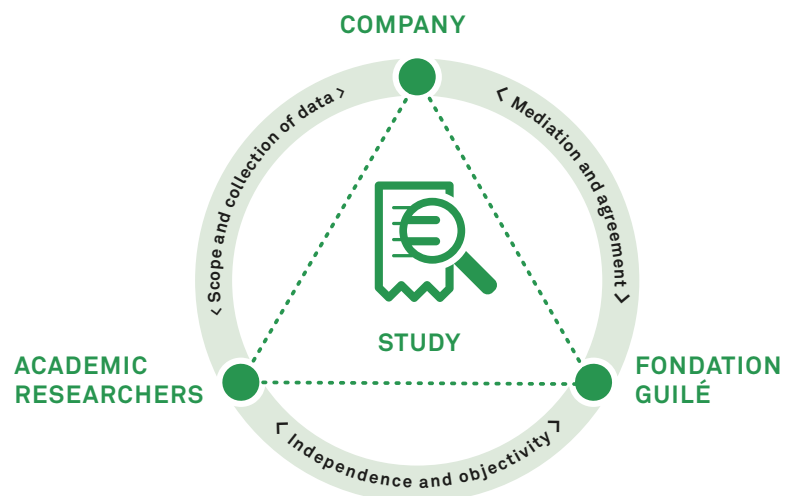 COMPANY
< Scope and collection of data >
< Mediation and agreement >
STUDY
ACADEMIC
RESEARCHERS
FONDATION
GUILÉ
< Independence and objectivity >